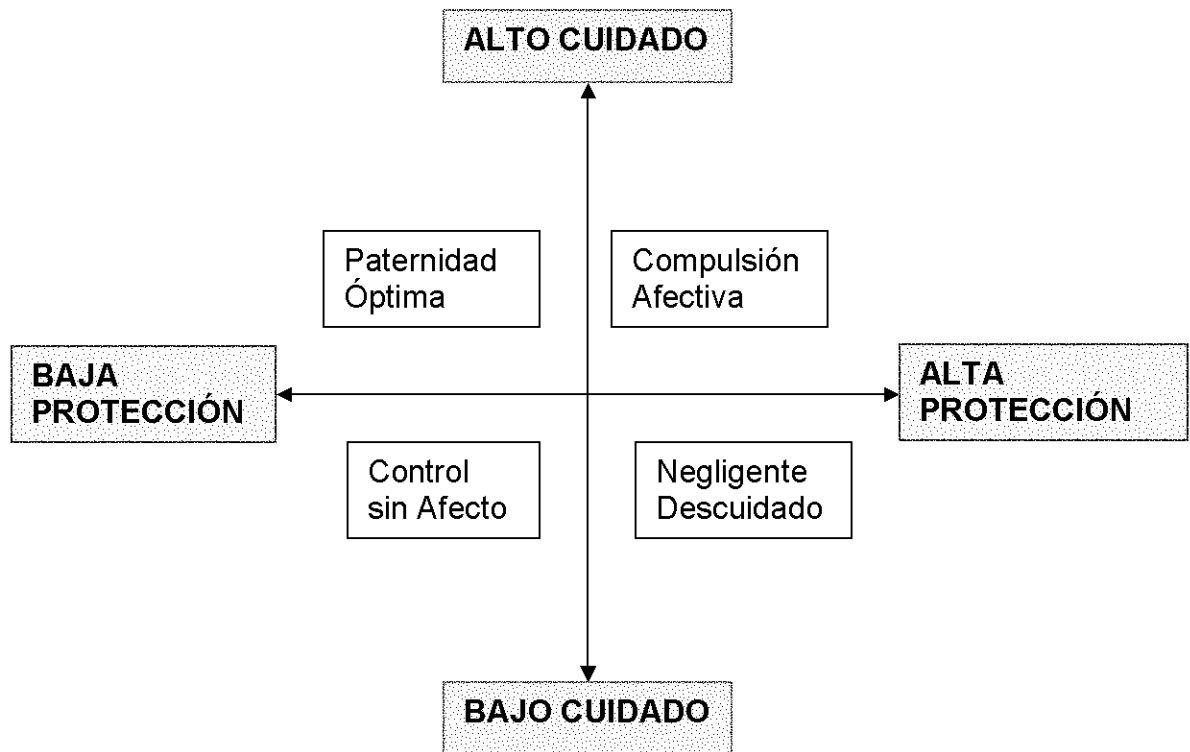 ALTO CUIDADO
Paternidad
Óptima
Compulsión
Afectiva
BAJA
PROTECCIÓN
ALTA
PROTECCIÓN
Control
sin Afecto
Negligente
Descuidado
BAJO CUIDADO